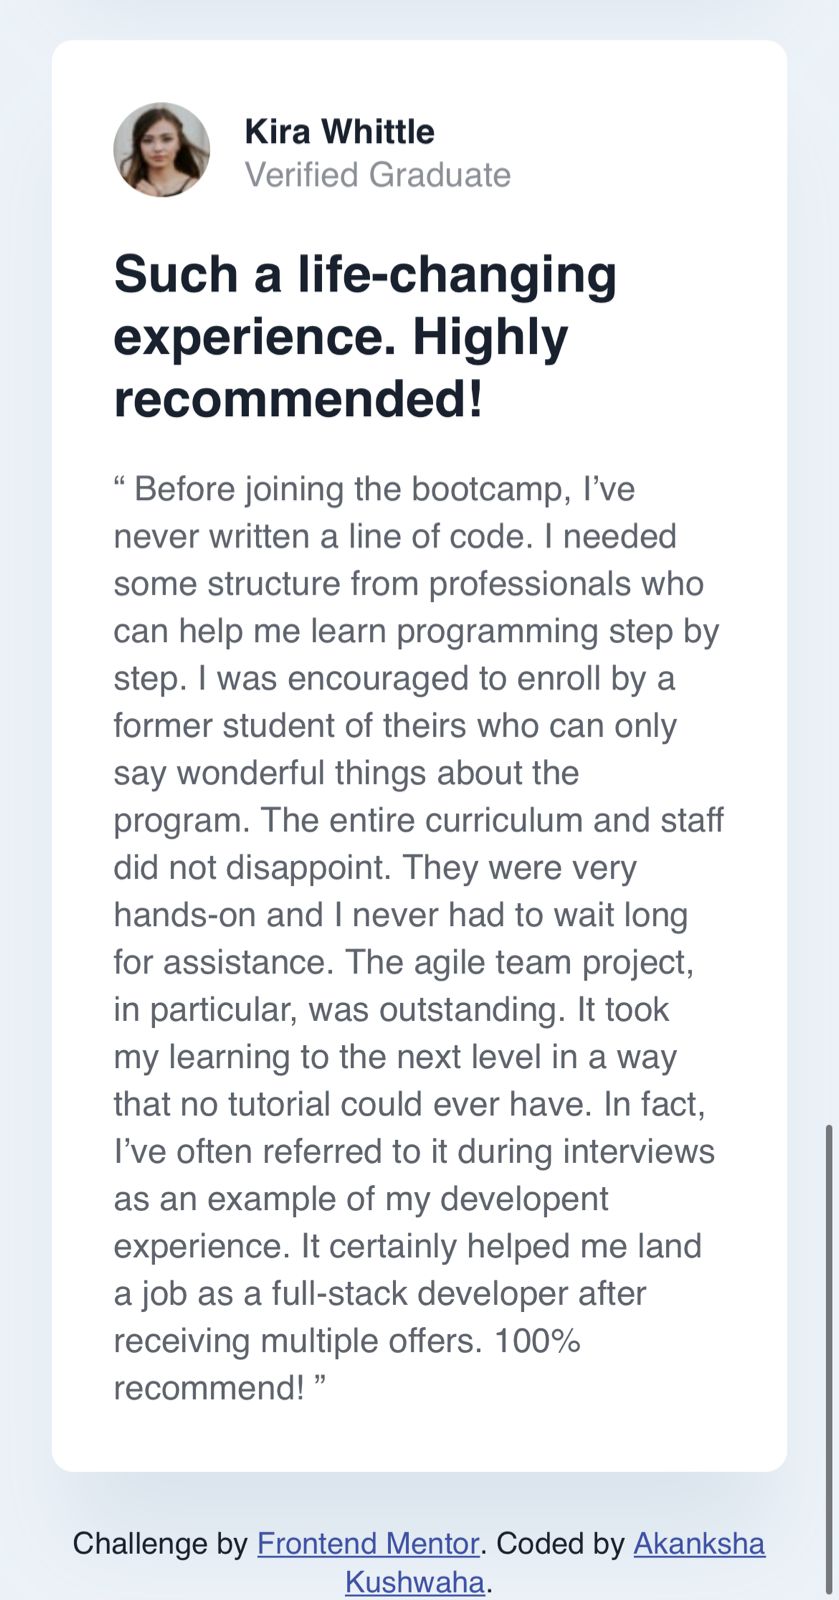 Kira Whittle
Verified Graduate
Such a life-changing
experience. Highly
recommended!
“ Before joining the bootcamp, I’ve
never written a line of code. I needed
some structure from professionals who
can help me learn programming step by
step. I was encouraged to enroll by a
former student of theirs who can only
say wonderful things about the
program. The entire curriculum and staff
did not disappoint. They were very
hands-on and I never had to wait long
for assistance. The agile team project,
in particular, was outstanding. It took
my learning to the next level in a way
that no tutorial could ever have. In fact,
I’ve often referred to it during interviews
as an example of my developent
experience. It certainly helped me land
a job as a full-stack developer after
receiving multiple offers. 100%
recommend! ”
Challenge by Frontend Mentor. Coded by Akanksha
Kushwaha.